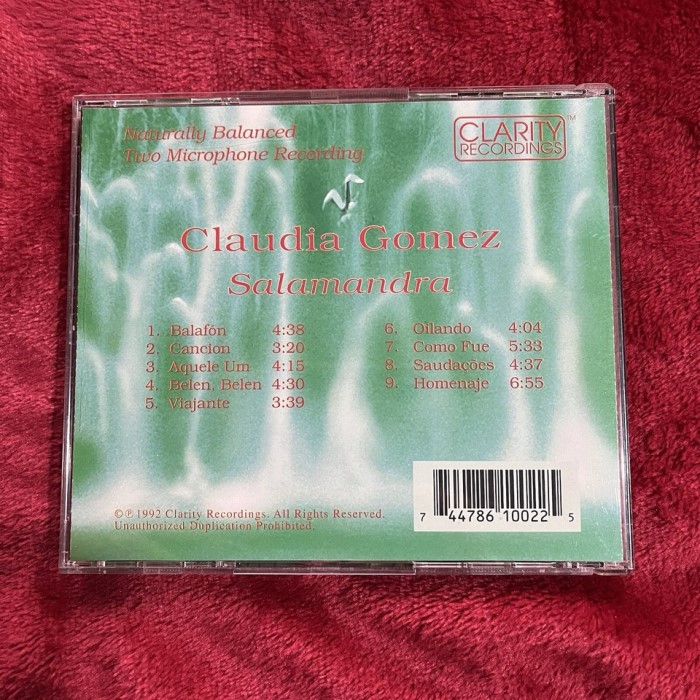 Naturally Balanced
Two Microphone Recording
CLARITY™
RECORDINGS
Claudia Gomez
Salamandra
1. Balafón 4:38
2. Cancion 3:20
3. Aquele Um 4:15
4. Belen, Belen 4:30
5. Viajante 3:39
6. Ollando 4:04
7. Como Fue 5:33
8. Saudações 4:37
9. Homenaje 6:55
©℗1992 Clarity Recordings. All Rights Reserved.
Unauthorized Duplication Prohibited.
7 44786 10022 5